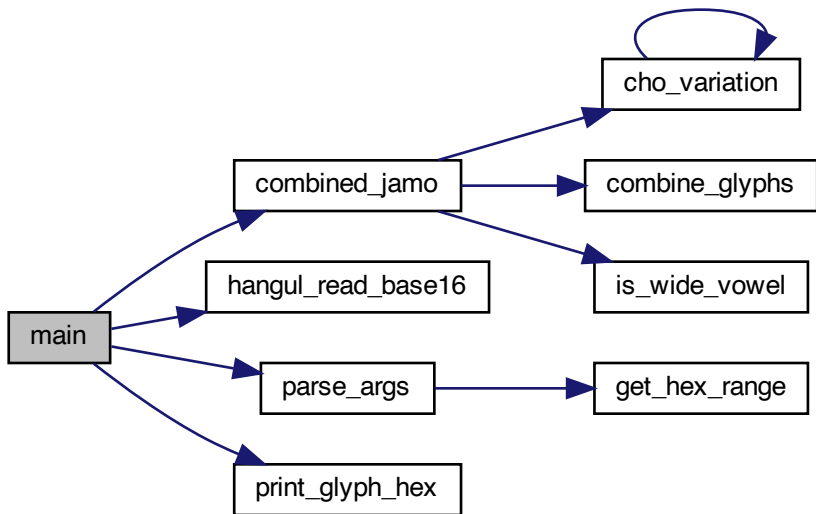 cho_variation
combined_jamo
combine_glyphs
hangul_read_base16
is_wide_vowel
main
parse_args
get_hex_range
print_glyph_hex